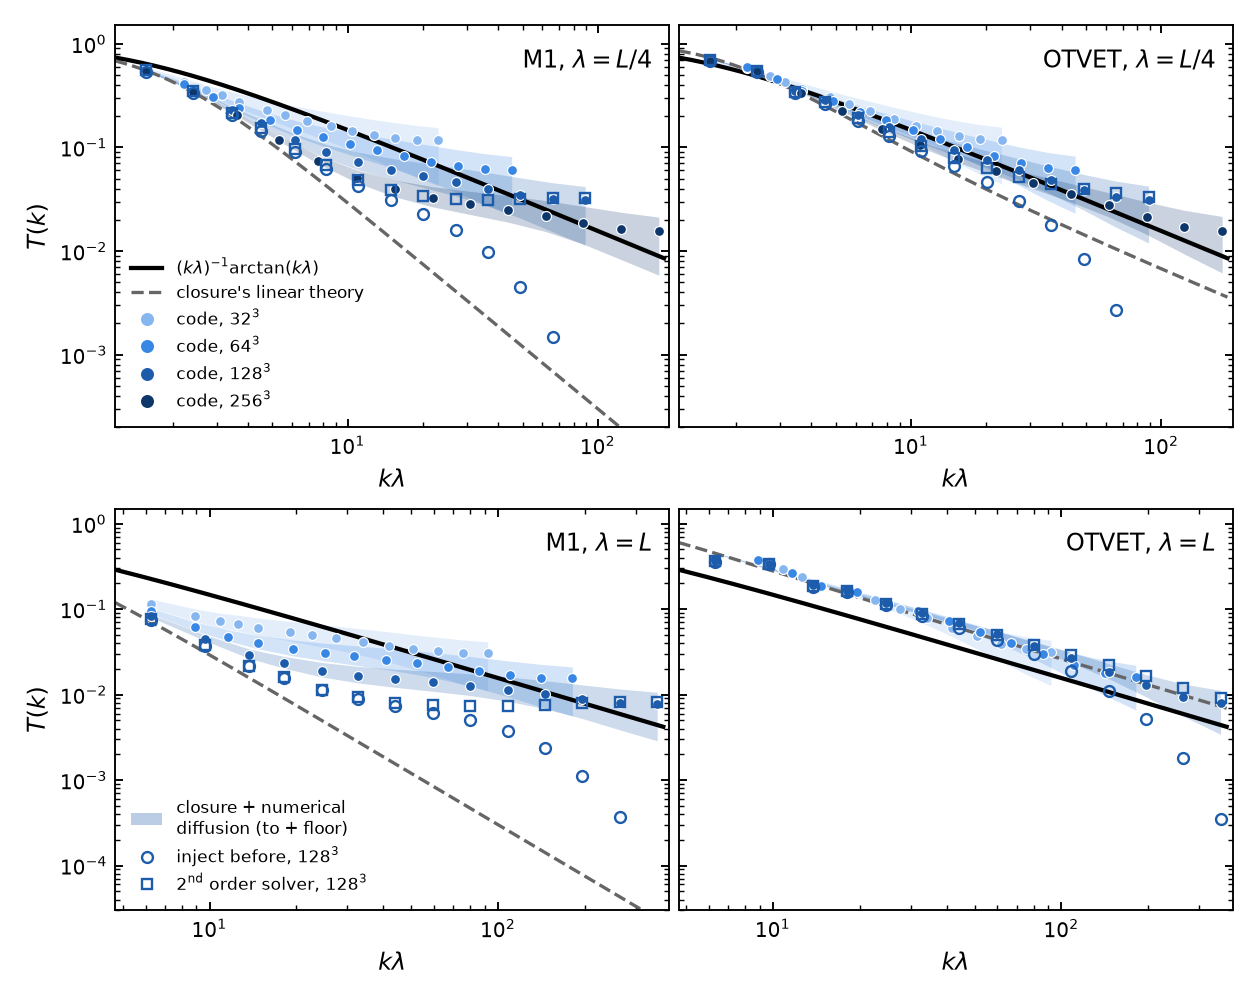 M1, λ = L/4
OTVET, λ = L/4
10⁰
10⁻¹
10⁻²
10⁻³
T(k)
(kλ)⁻¹arctan(kλ)
closure's linear theory
code, 32³
code, 64³
code, 128³
code, 256³
10¹ 10²
10¹ 10²
kλ
kλ
M1, λ = L
OTVET, λ = L
10⁰
10⁻¹
10⁻²
10⁻³
10⁻⁴
T(k)
closure + numerical
diffusion (to + floor)
inject before, 128³
2ⁿᵈ order solver, 128³
10¹ 10²
10¹ 10²
kλ
kλ